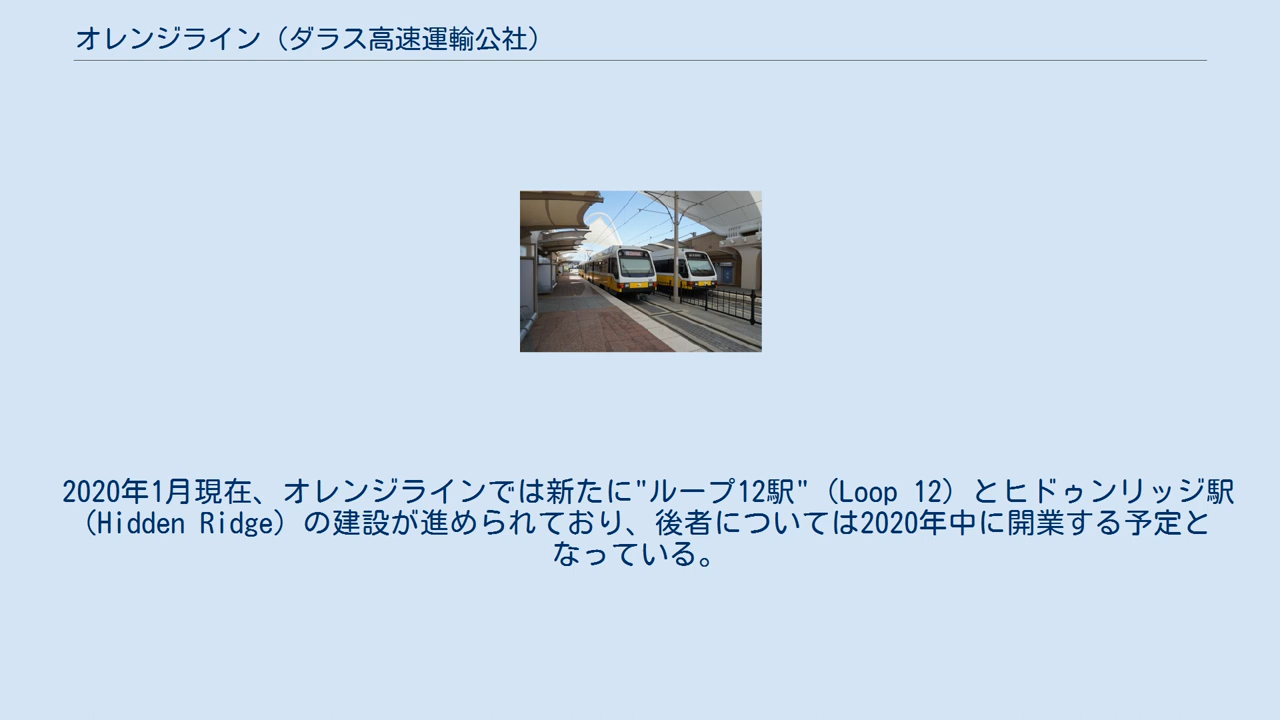 オレンジライン（ダラス高速運輸公社）
2020年1月現在、オレンジラインでは新たに"ループ12駅"（Loop 12）とヒドゥンリッジ駅
（Hidden Ridge）の建設が進められており、後者については2020年中に開業する予定と
なっている。